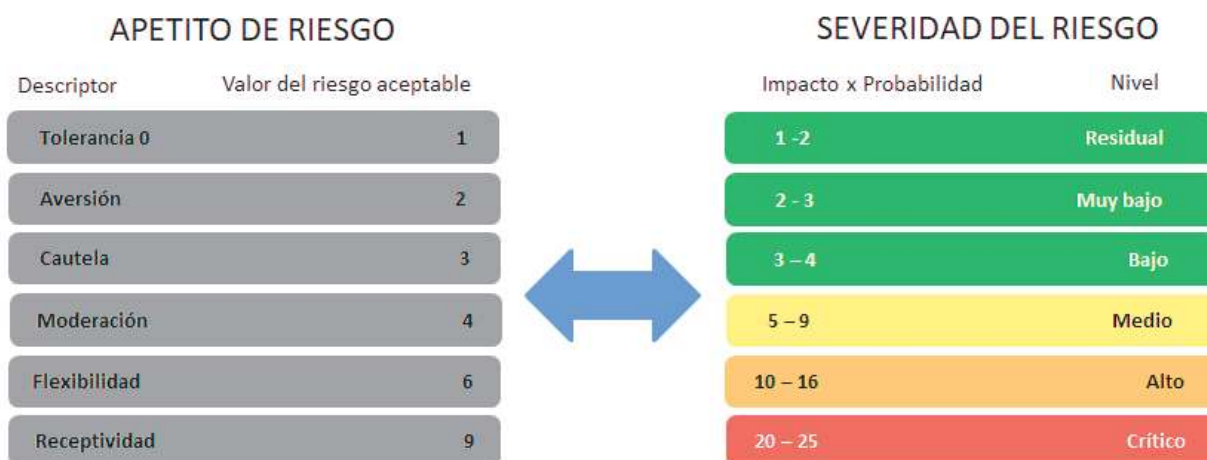 APETITO DE RIESGO
Descriptor Valor del riesgo aceptable
Tolerancia 0 1
Aversión 2
Cautela 3
Moderación 4
Flexibilidad 6
Receptividad 9
SEVERIDAD DEL RIESGO
Impacto x Probabilidad Nivel
1 -2 Residual
2 - 3 Muy bajo
3 – 4 Bajo
5 – 9 Medio
10 – 16 Alto
20 – 25 Crítico